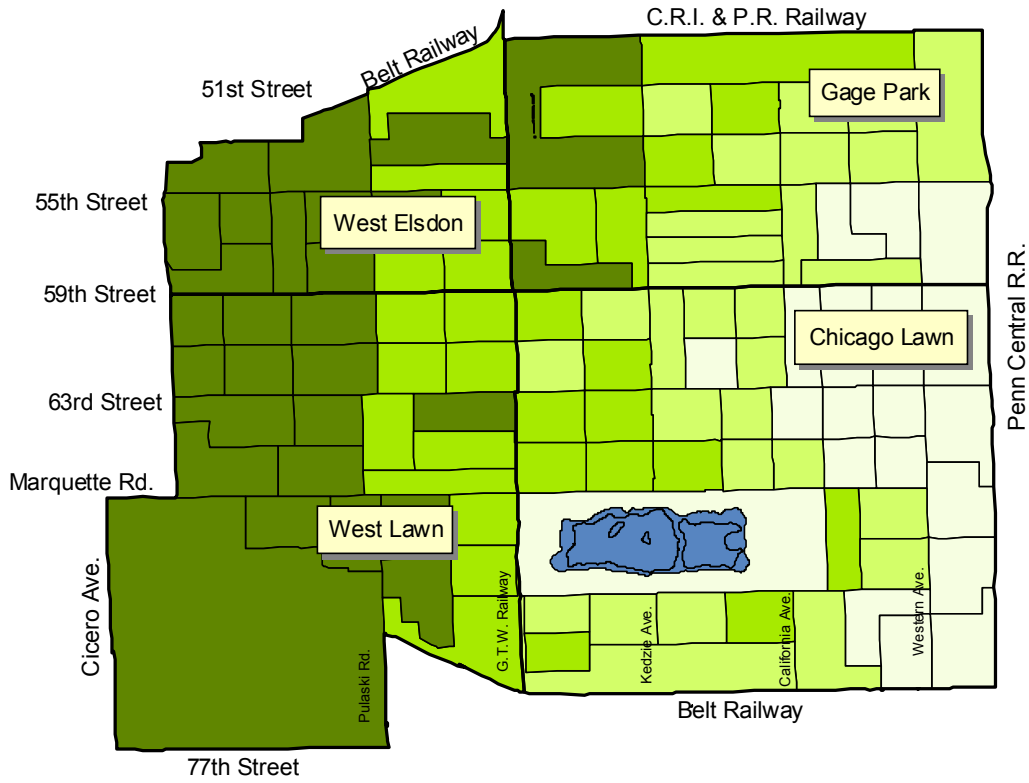 C.R.I. & P.R. Railway
Belt Railway
51st Street
Gage Park
55th Street
West Elsdon
59th Street
Penn Central R.R.
Chicago Lawn
63rd Street
Marquette Rd.
West Lawn
Cicero Ave.
Pulaski Rd.
G.T.W. Railway
Kedzie Ave.
California Ave.
Western Ave.
Belt Railway
77th Street